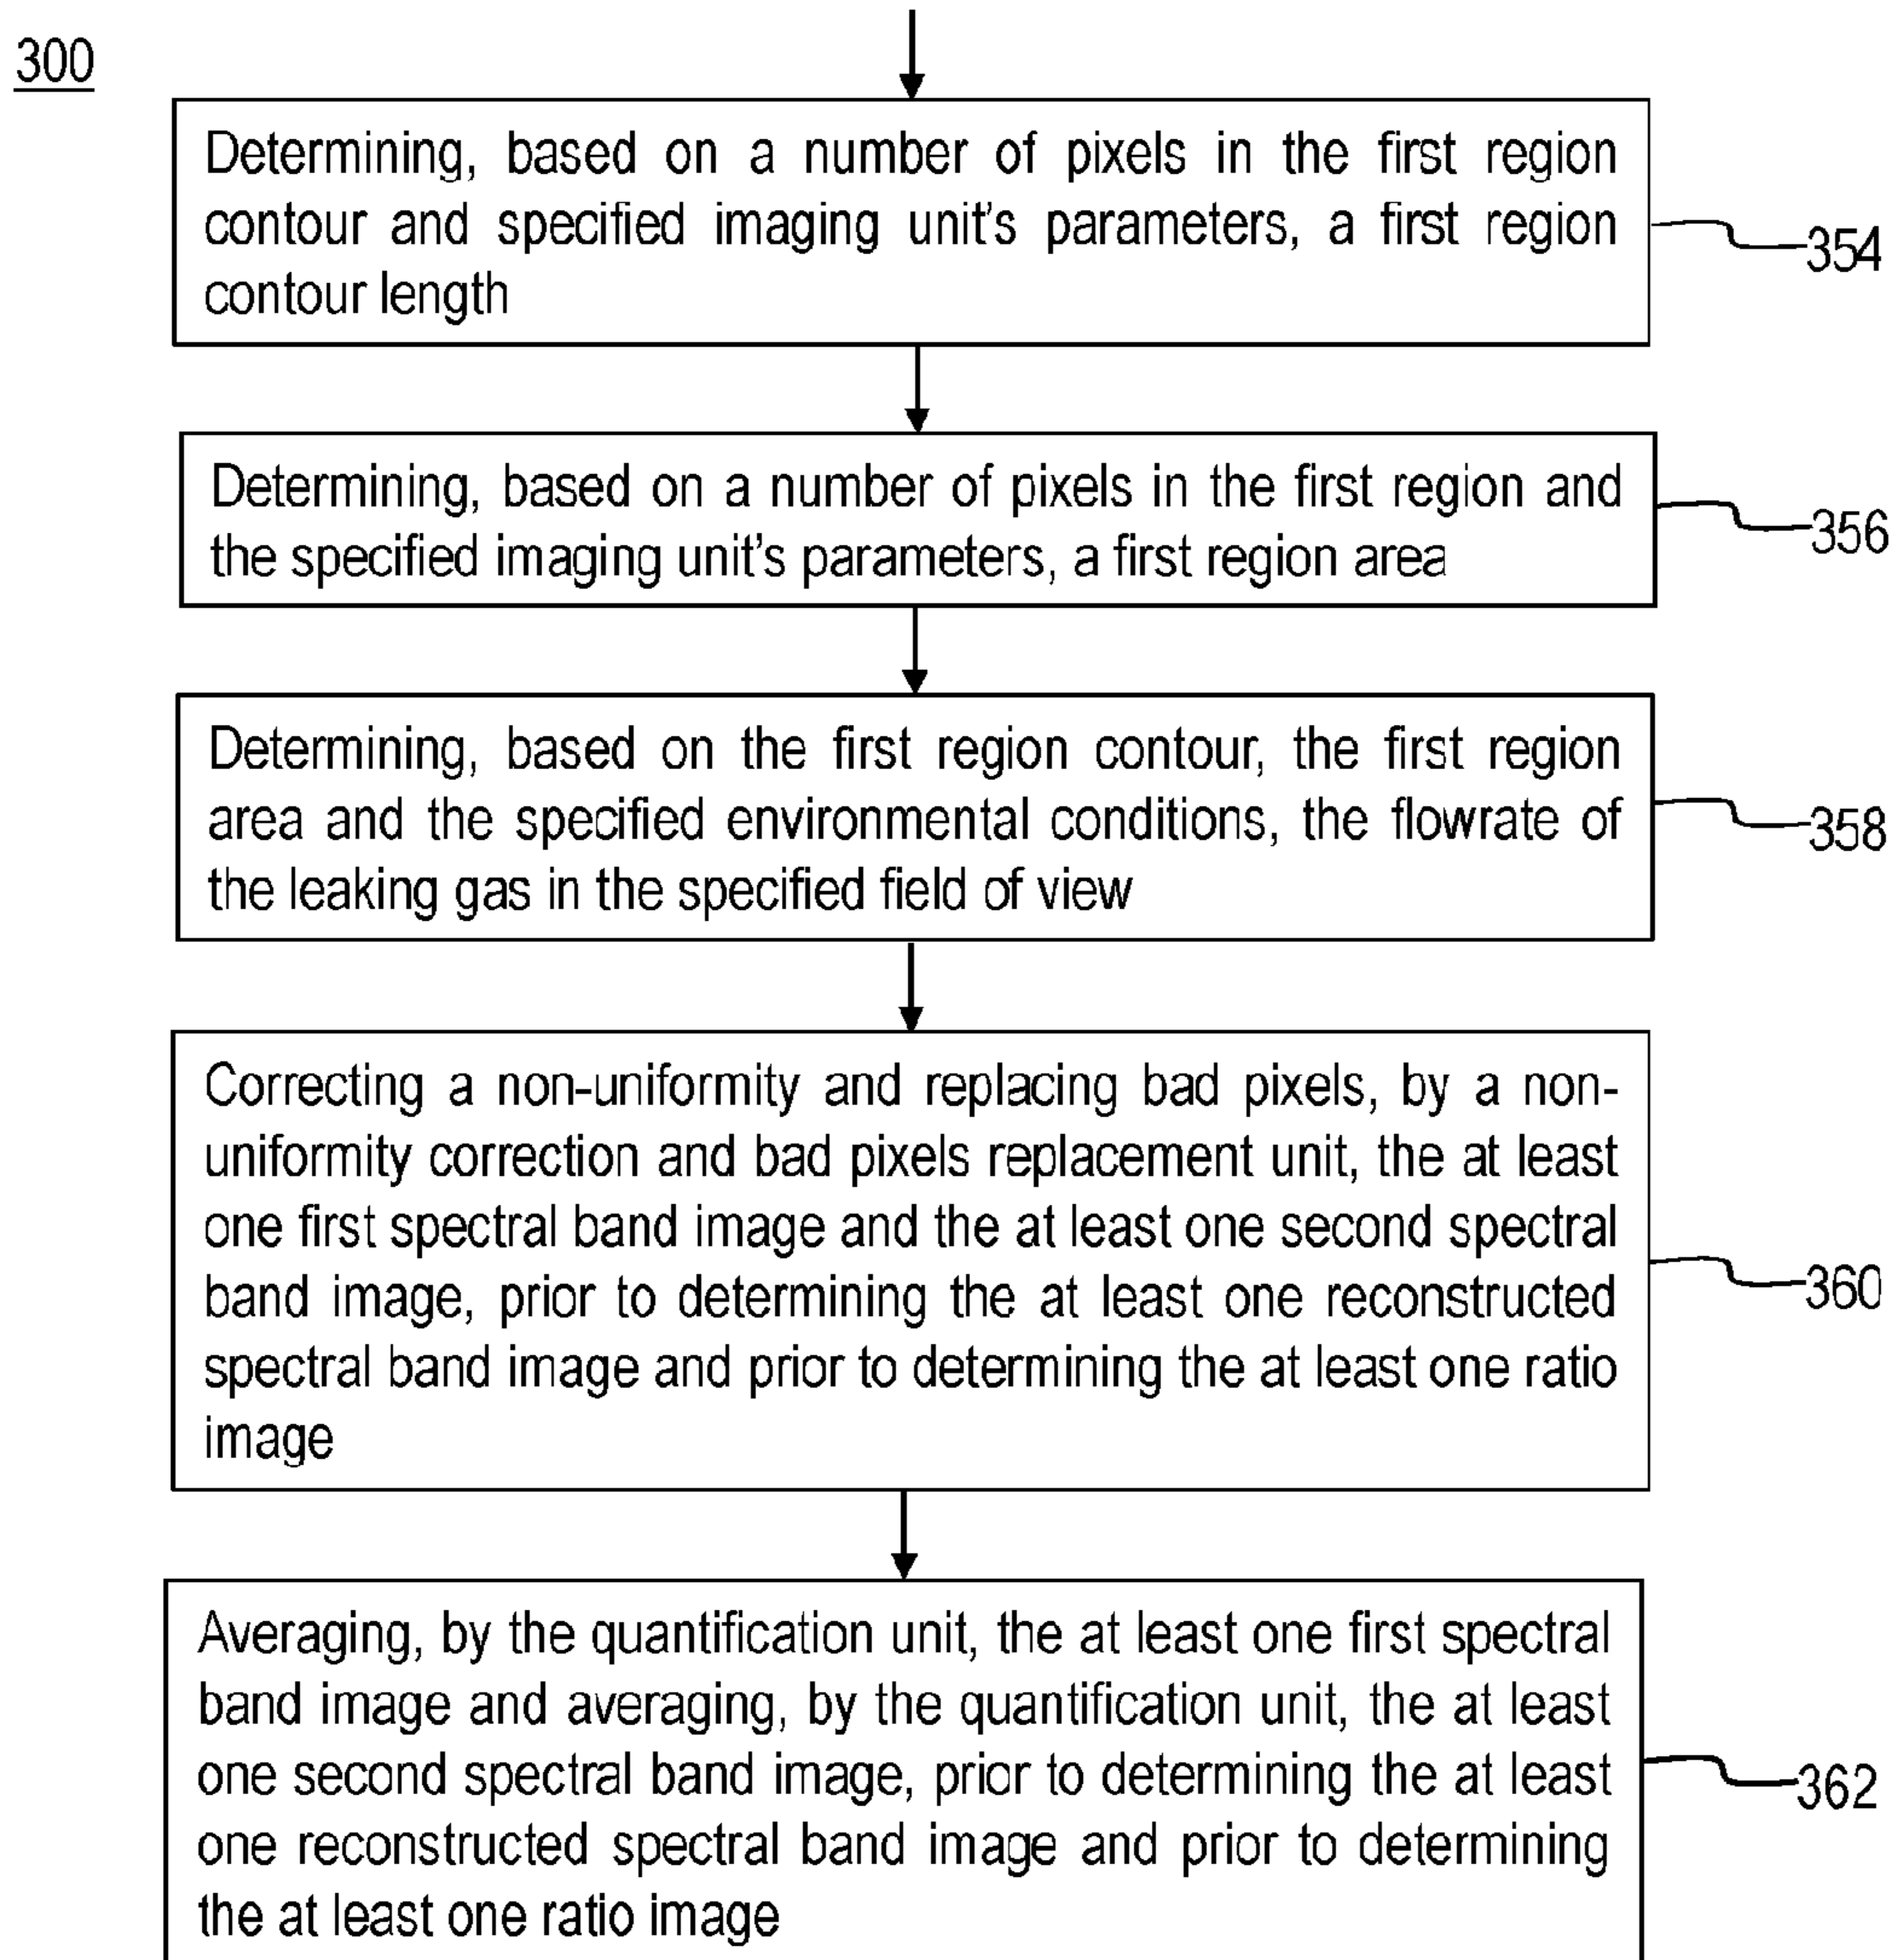 300
Determining, based on a number of pixels in the first region
contour and specified imaging unit's parameters, a first region
contour length
354
Determining, based on a number of pixels in the first region and
the specified imaging unit's parameters, a first region area
356
Determining, based on the first region contour, the first region
area and the specified environmental conditions, the flowrate of
the leaking gas in the specified field of view
358
Correcting a non-uniformity and replacing bad pixels, by a non-
uniformity correction and bad pixels replacement unit, the at least
one first spectral band image and the at least one second spectral
band image, prior to determining the at least one reconstructed
spectral band image and prior to determining the at least one ratio
image
360
Averaging, by the quantification unit, the at least one first spectral
band image and averaging, by the quantification unit, the at least
one second spectral band image, prior to determining the at least
one reconstructed spectral band image and prior to determining
the at least one ratio image
362